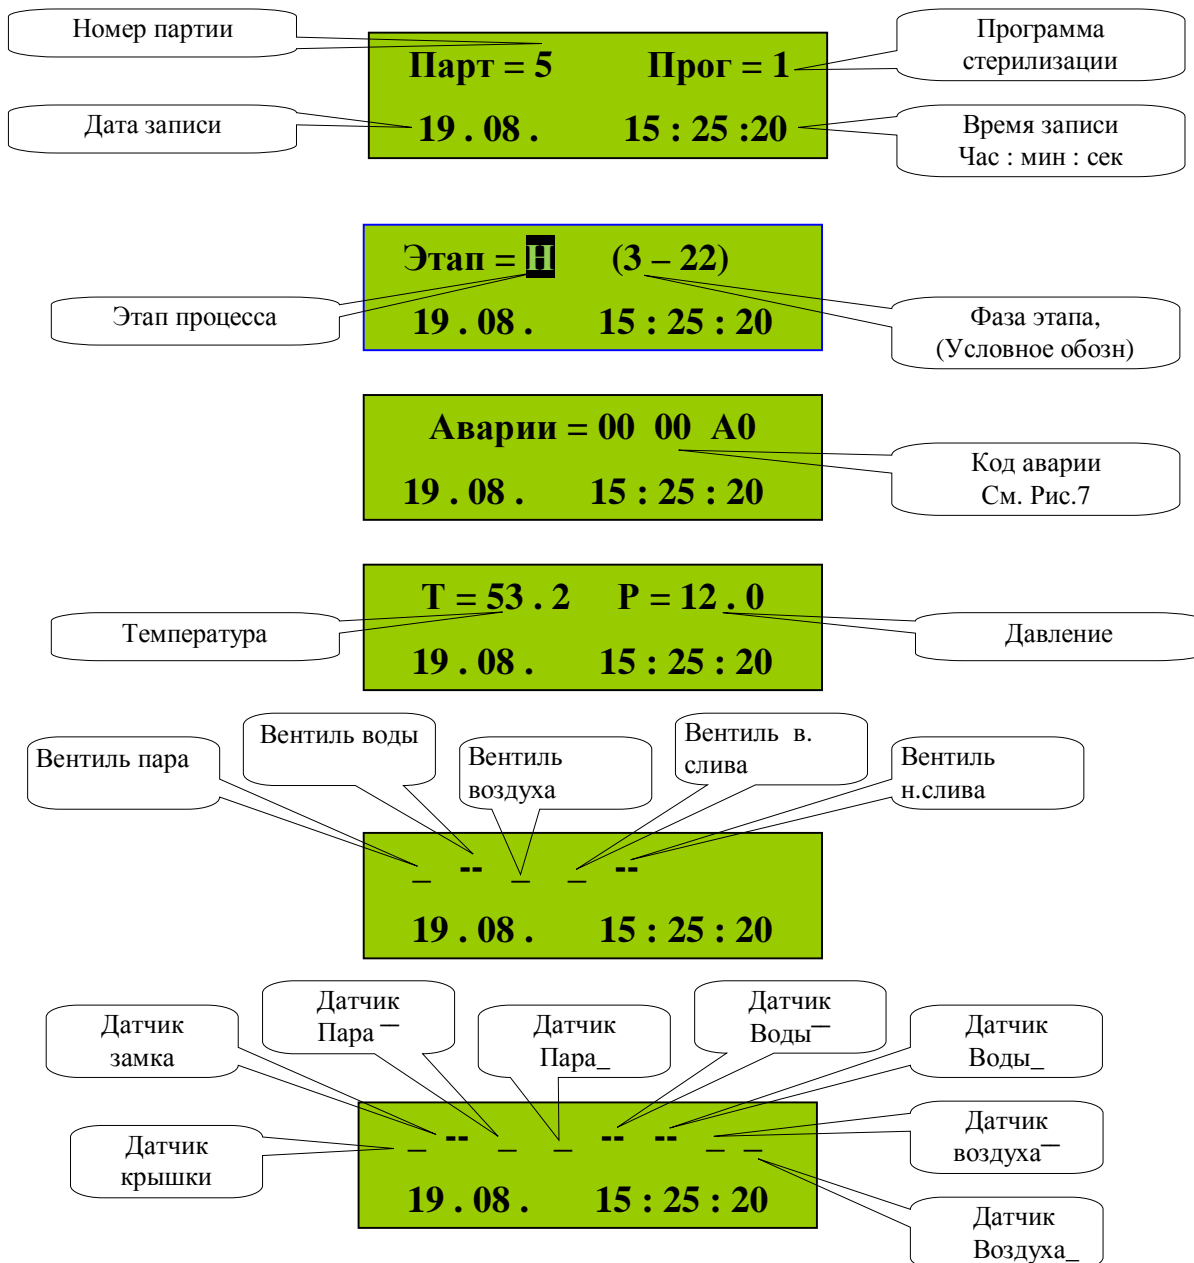 Номер партии
Парт = 5 Прог = 1
Программа
стерилизации
Дата записи
19 . 08 . 15 : 25 :20
Время записи
Час : мин : сек
Этап = Н (3 – 22)
Этап процесса
19 . 08 . 15 : 25 : 20
Фаза этапа,
(Условное обозн)
Аварии = 00 00 А0
19 . 08 . 15 : 25 : 20
Код аварии
См. Рис.7
Т = 53 . 2 Р = 12 . 0
Температура
Давление
19 . 08 . 15 : 25 : 20
Вентиль пара
Вентиль воды
Вентиль
воздуха
Вентиль в.
слива
Вентиль
н.слива
_ -- _ _ --
19 . 08 . 15 : 25 : 20
Датчик
замка
Датчик
Пара ¯
Датчик
Пара_
Датчик
Воды¯
Датчик
Воды_
Датчик
крышки
_ -- _ _ -- -- _ _
Датчик
воздуха¯
19 . 08 . 15 : 25 : 20
Датчик
Воздуха_